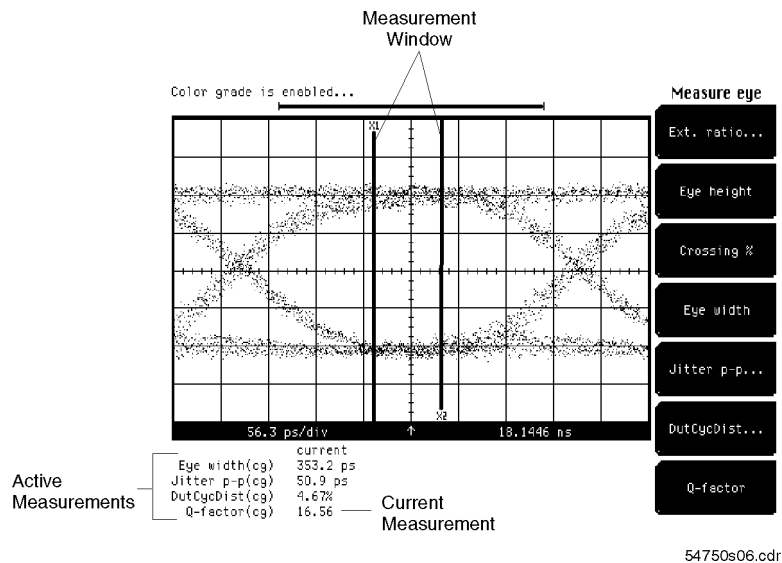 Measurement
Window
Color grade is enabled...
Measure eye
X1
Ext. ratio...
Eye height
Crossing %
Eye width
Jitter p-p...
DutCycDist...
Q-factor
X2
56.3 ps/div
18.1446 ns
current
Eye width(cg) 353.2 ps
Jitter p-p(cg) 50.9 ps
DutCycDist(cg) 4.67%
Q-factor(cg) 16.56
Active
Measurements
Current
Measurement
54750s06.cdr